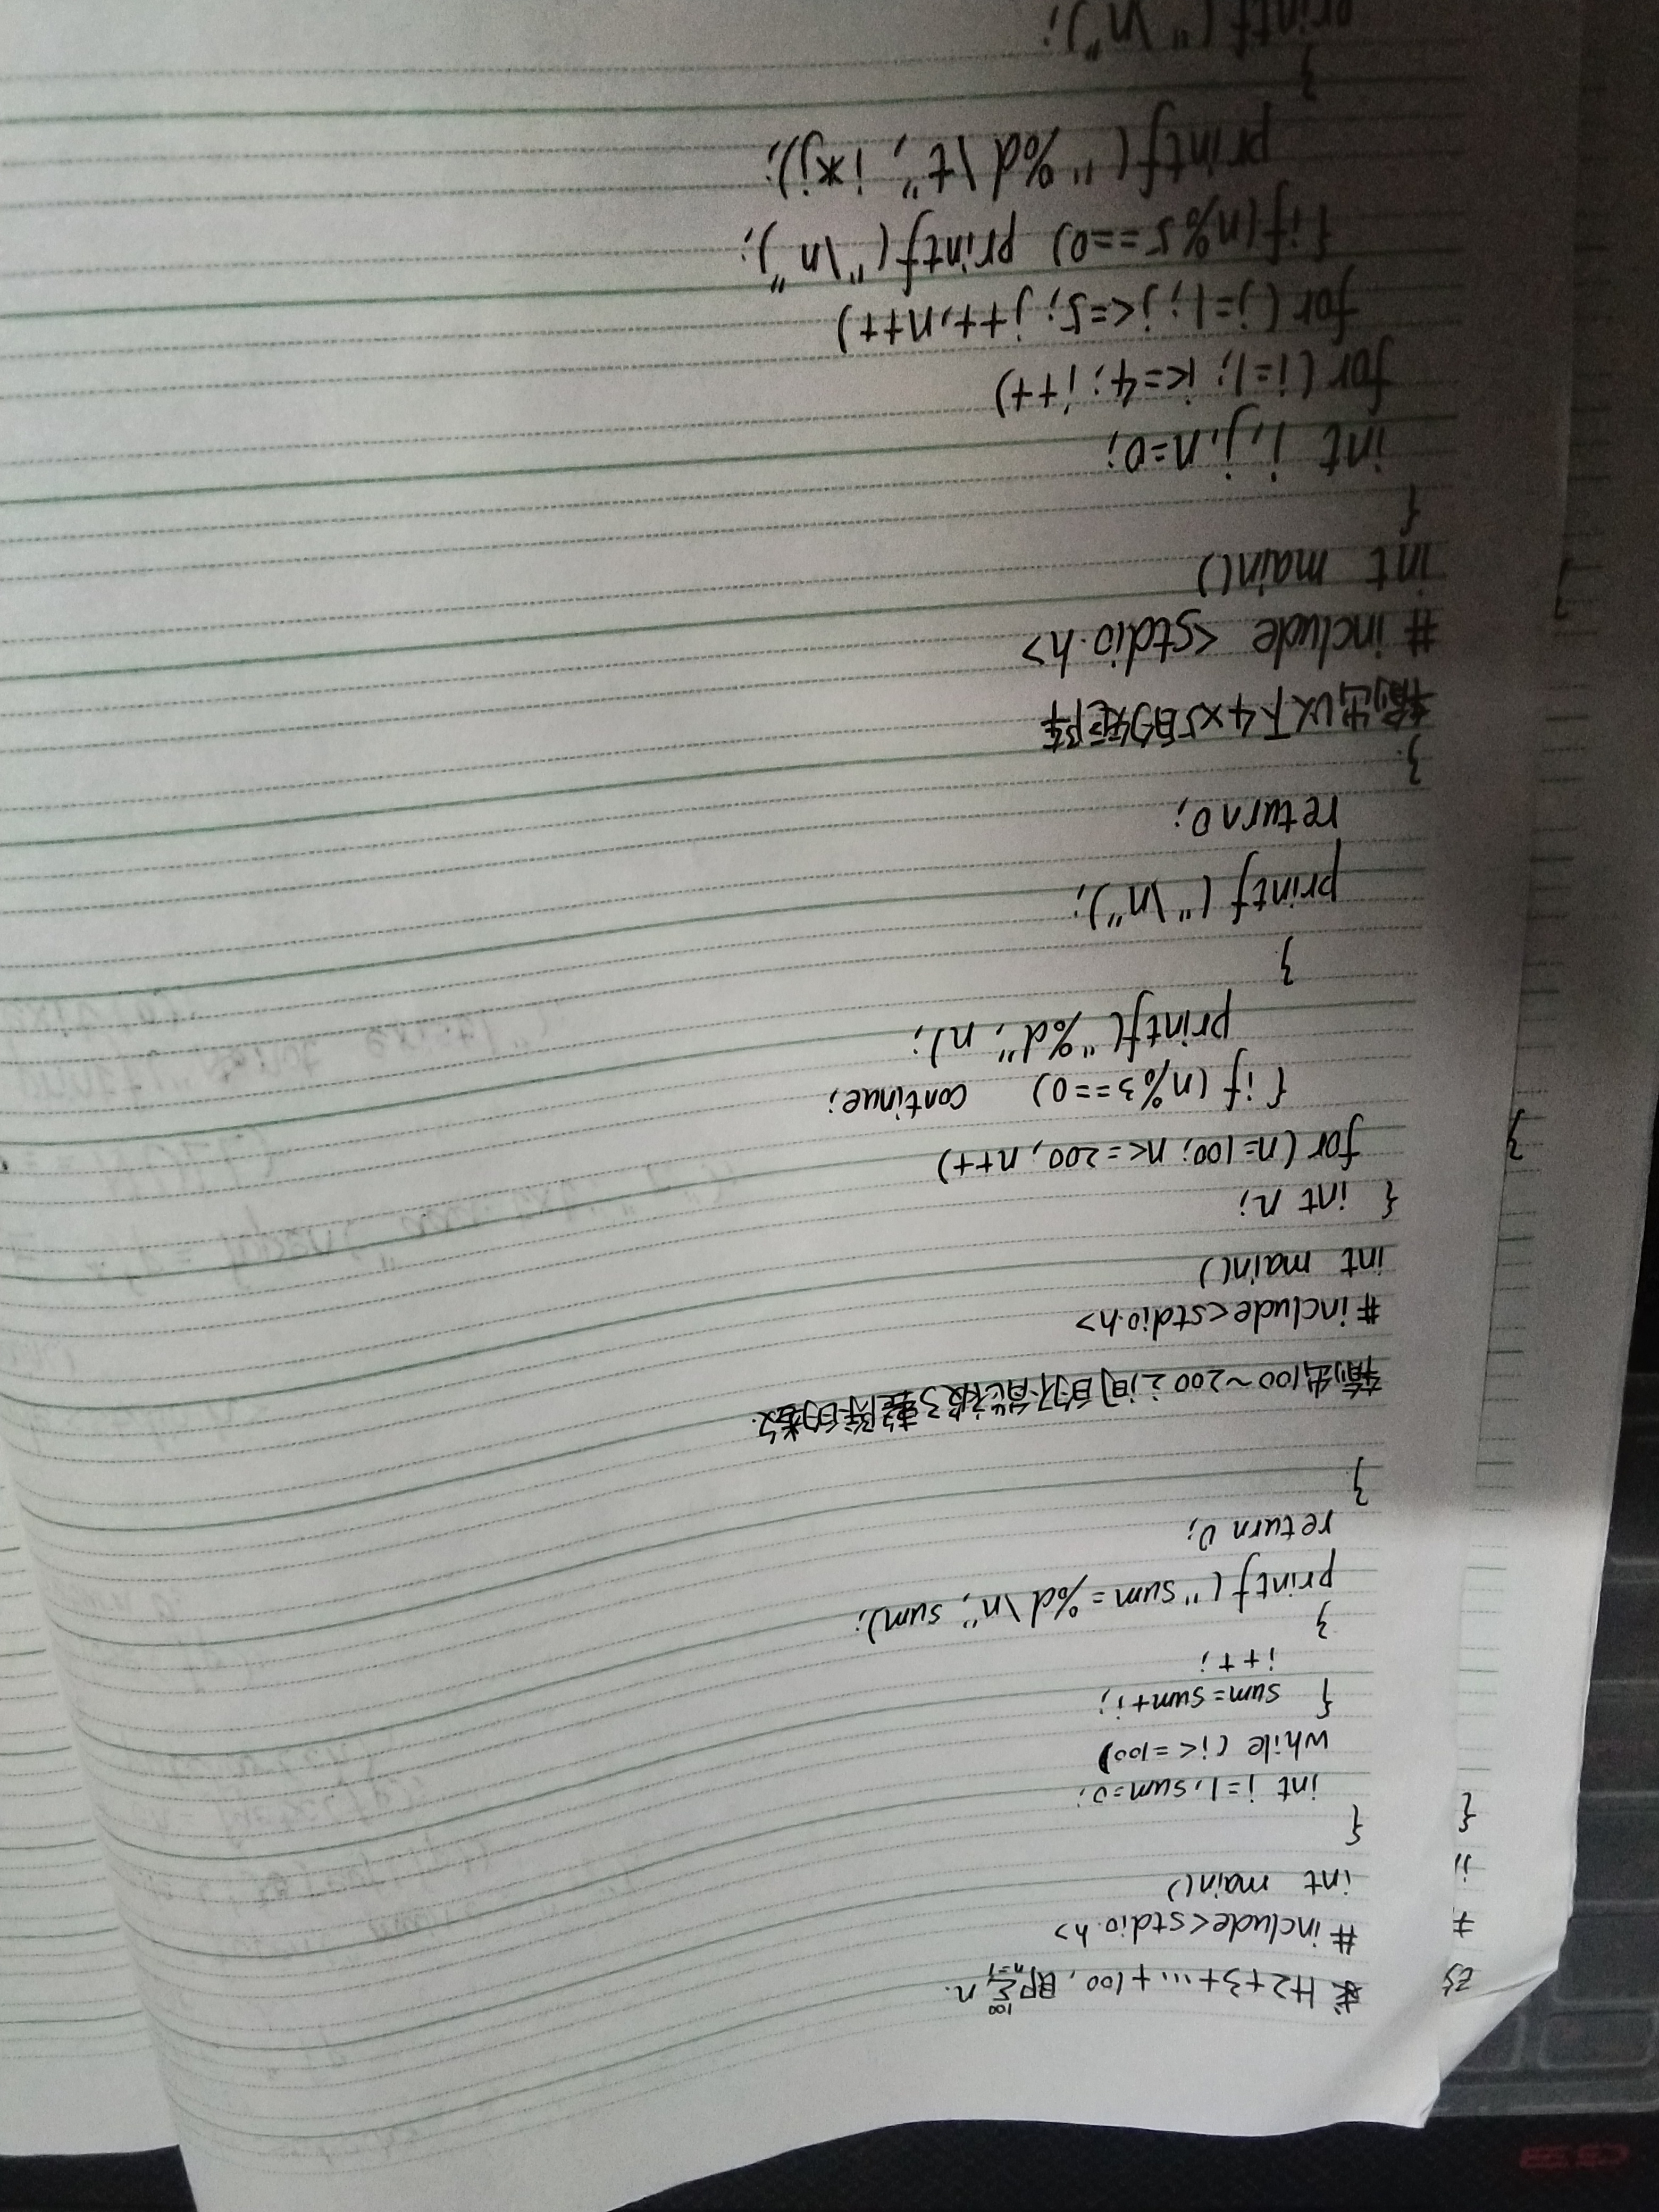 求1+2+3+…+100,即∑n. 100 n=1
#include<stdio.h>
int main()
{
int i=1,sum=0;
while (i<=100)
{ sum=sum+i;
i++;
}
printf("sum=%d\n",sum);
return 0;
}
输出100~200之间的不能被3整除的数.
#include<stdio.h>
int main()
{ int n;
for (n=100; n<=200, n++)
{if (n%3==0) continue;
printf("%d",n);
}
printf("\n");
return 0;
}
输出以下4×5的矩阵
#include <stdio.h>
int main()
{
int i,j,n=0;
for (i=1; i<=4; i++)
for (j=1; j<=5; j++,n++)
{if(n%5==0) printf("\n");
printf("%d\t",i*j);
}
printf("\n");